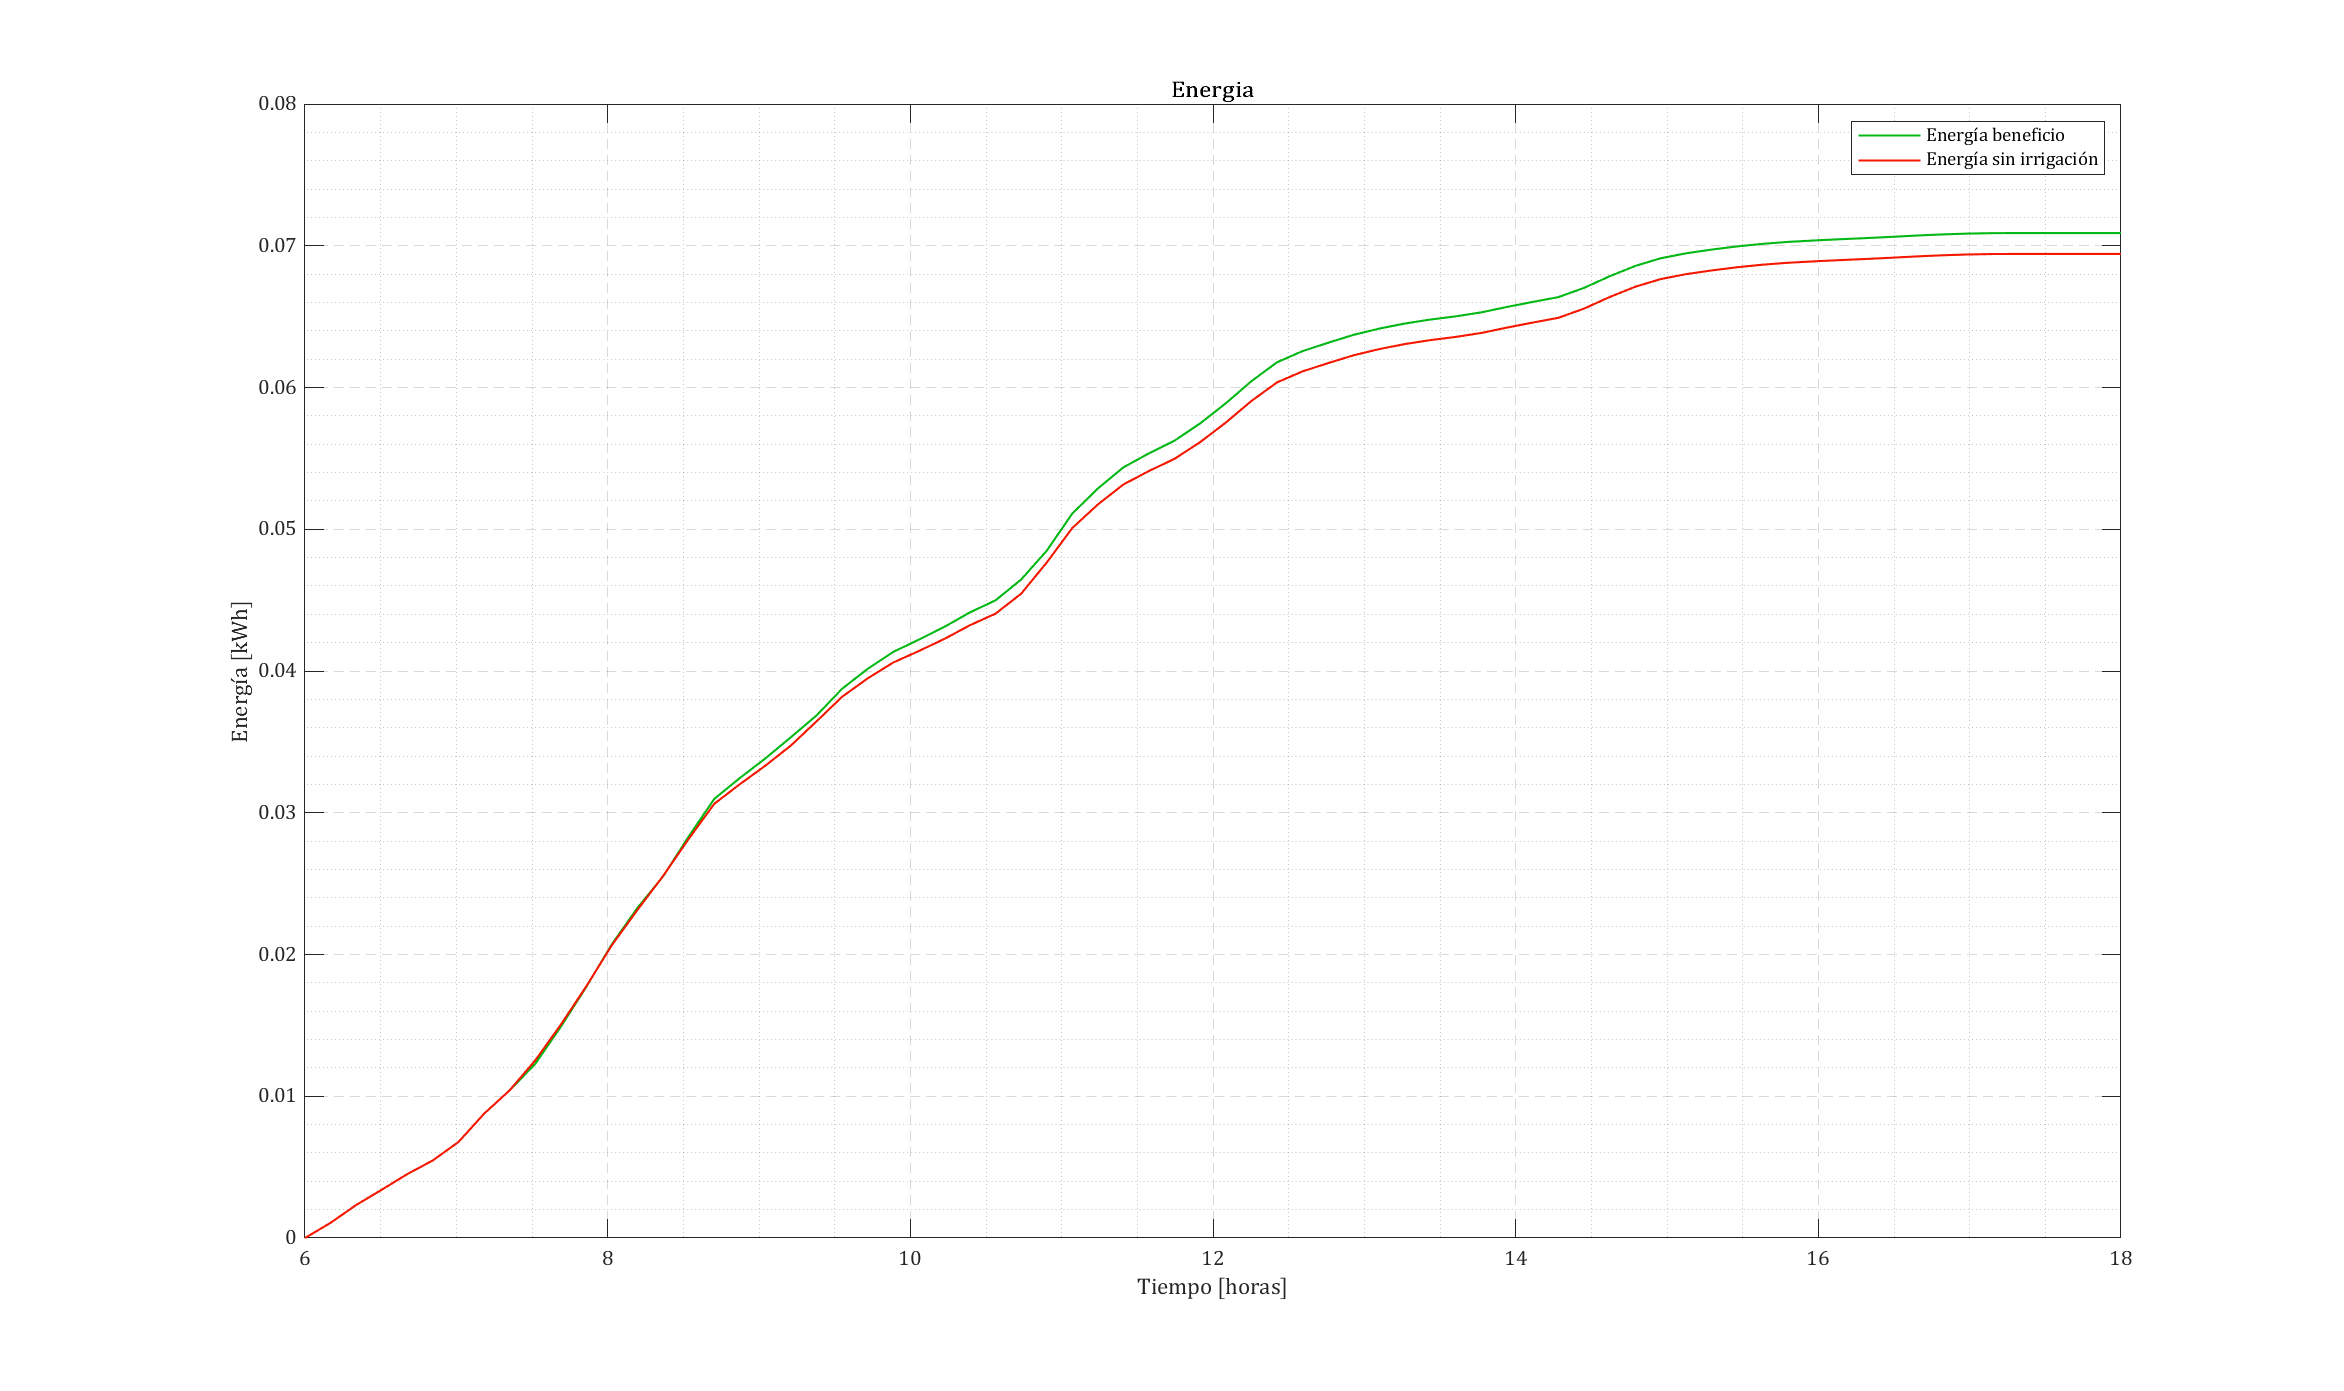 Energia
0.08
0.07
0.06
0.05
0.04
0.03
0.02
0.01
0
Energía [kWh]
Energía beneficio
Energía sin irrigación
6 8 10 12 14 16 18
Tiempo [horas]